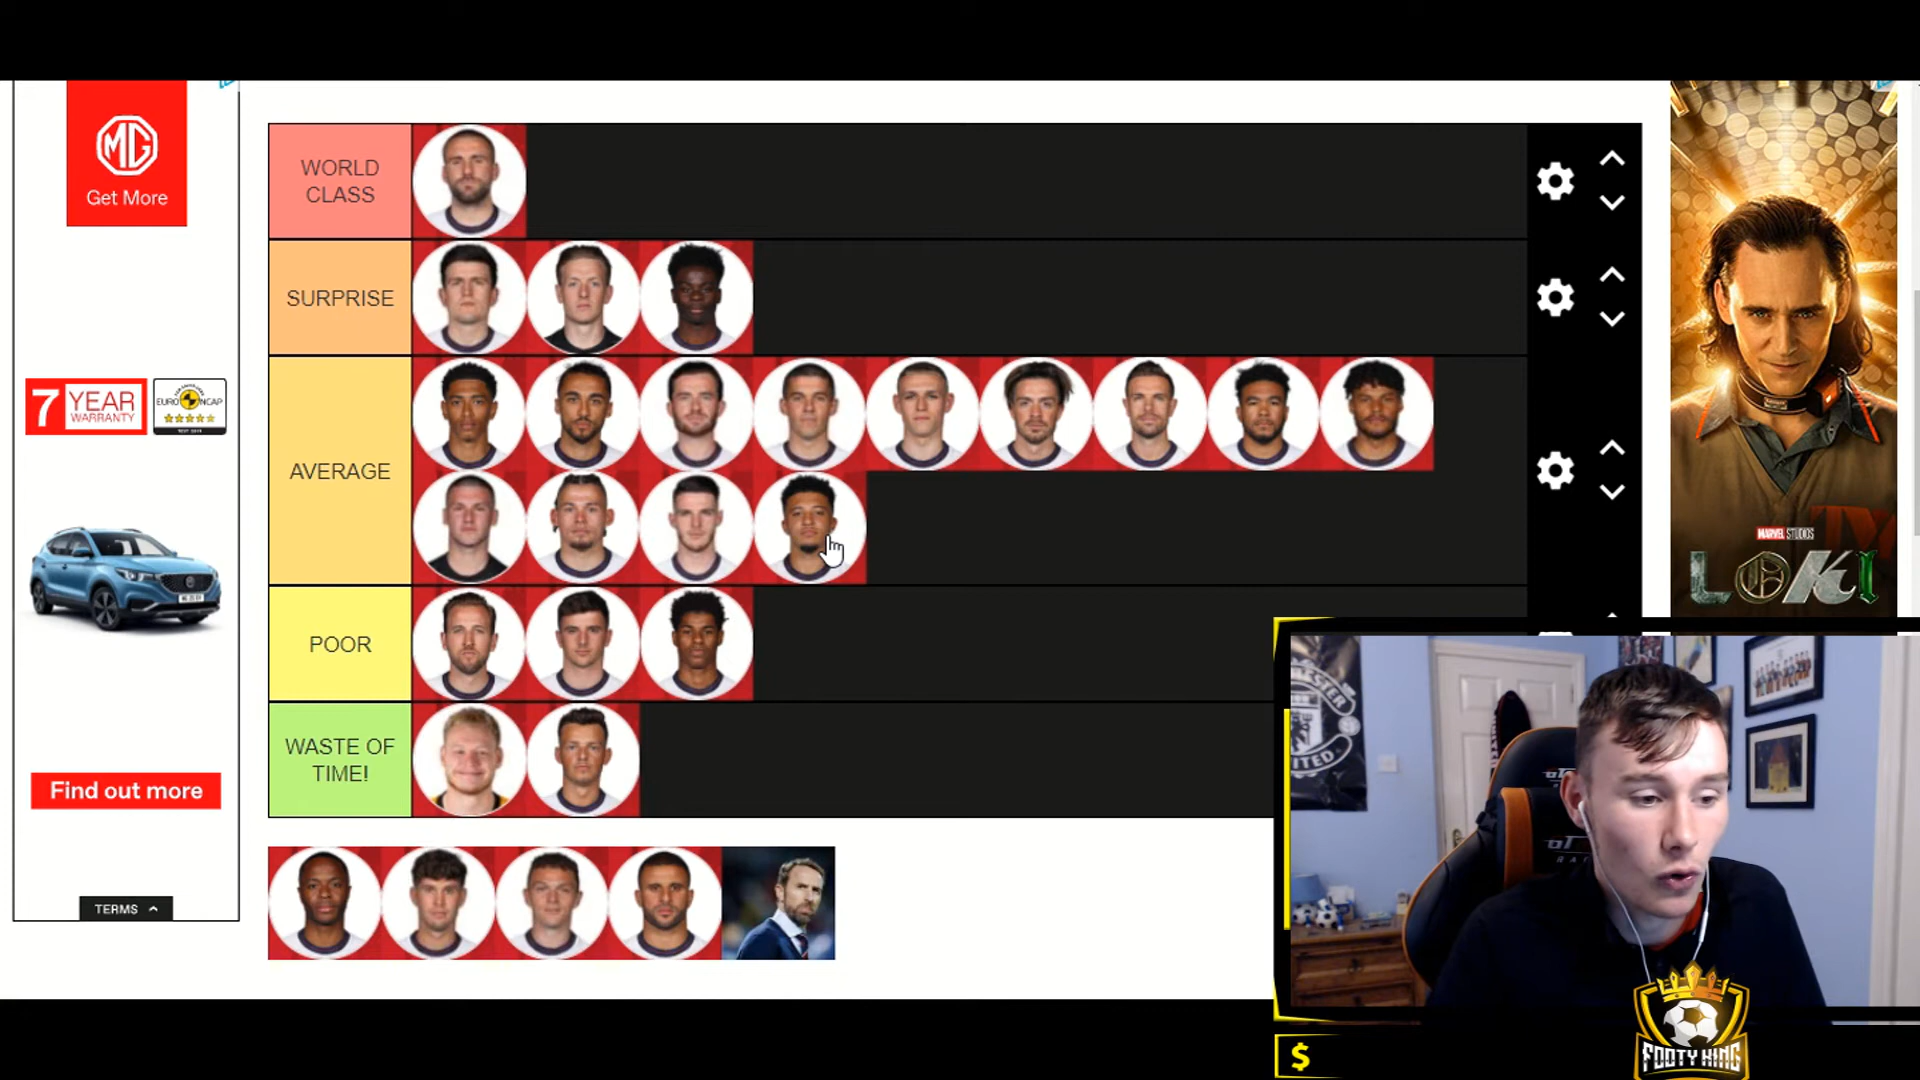 MG
Get More
7 YEAR
WARRANTY
EURO NCAP
Find out more
TERMS
WORLD
CLASS
SURPRISE
AVERAGE
POOR
WASTE OF
TIME!
MARVEL STUDIOS
LOKI
UNITED
$
FOOTY KING